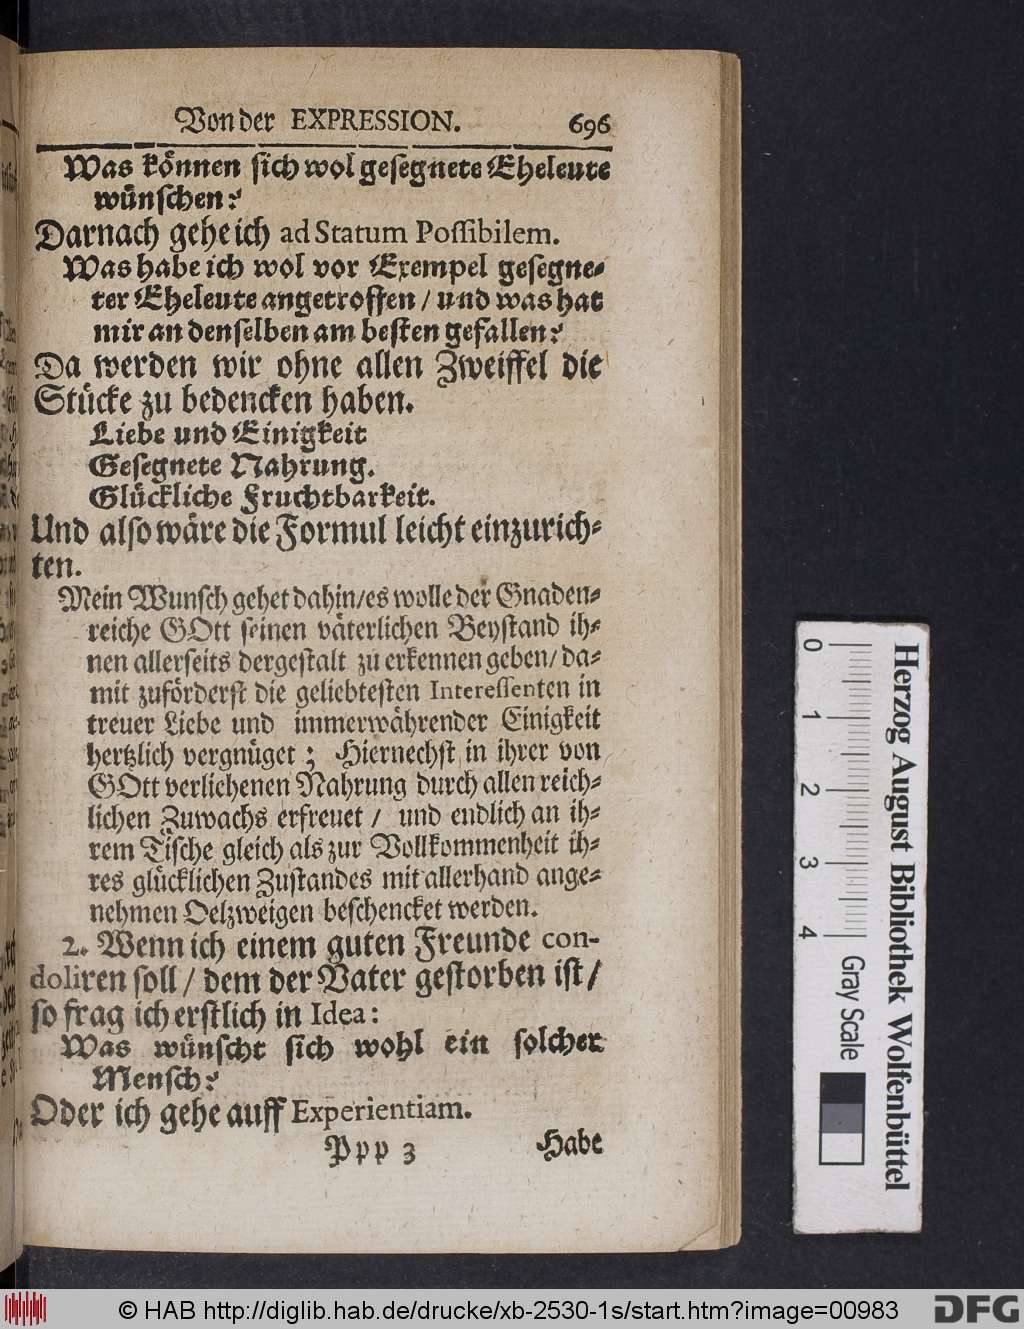 Von der EXPRESSION. 696
Was können sich wol gesegnete Eheleute
wünschen?
Darnach gehe ich ad Statum Possibilem.
Was habe ich wol vor Exempel gesegne-
ter Eheleute angetroffen / und was hat
mir an denselben am besten gefallen?
Da werden wir ohne allen Zweiffel die
Stücke zu bedencken haben.
Liebe und Einigkeit
Gesegnete Nahrung.
Glückliche Fruchtbarkeit.
Und also wäre die Formul leicht einzurich-
ten.
Mein Wunsch gehet dahin / es wolle der Gnaden-
reiche GOtt seinen väterlichen Beystand ih-
nen allerseits dergestalt zu erkennen geben / da-
mit zuförderst die geliebtesten Interessenten in
treuer Liebe und immerwährender Einigkeit
hertzlich vergnüget; Hiernechst in ihrer von
GOtt verliehenen Nahrung durch allen reich-
lichen Zuwachs erfreuet / und endlich an ih-
rem Tische gleich als zur Vollkommenheit ih-
res glücklichen Zustandes mit allerhand ange-
nehmen Oelzweigen beschencket werden.
2. Wenn ich einem guten Freunde con-
doliren soll / dem der Vater gestorben ist /
so frag ich erstlich in Idea:
Was wünscht sich wohl ein solcher
Mensch?
Oder ich gehe auff Experientiam.
Ppp 3 Habe
0 1 2 3 4
Herzog August Bibliothek Wolfenbüttel
Gray Scale
© HAB http://diglib.hab.de/drucke/xb-2530-1s/start.htm?image=00983
DFG